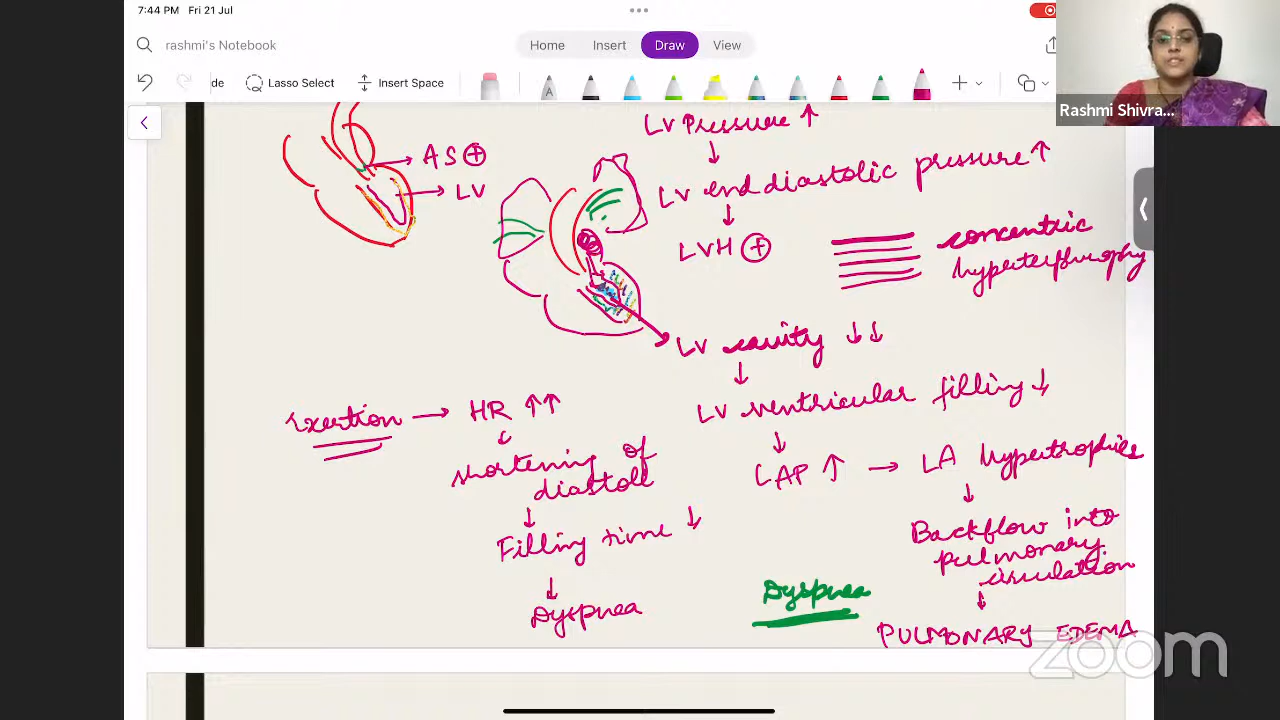 7:44 PM Fri 21 Jul
rashmi's Notebook
Home Insert Draw View
de Lasso Select Insert Space
A
Rashmi Shivra...
LV Pressure ↑
↓
LV end diastolic pressure ↑
↓
LVH ⊕
→ AS ⊕
→ LV
concentric
hypertrophy
LV cavity ↓↓
↓
LV ventricular filling ↓
↓
LAP ↑ → LA hypertrophies
↓
Backflow into
pulmonary
circulation
↓
PULMONARY EDEMA
Exertion → HR ↑↑
↓
shortening of
diastole
↓
Filling time ↓
↓
Dyspnea
Dyspnea
zoom